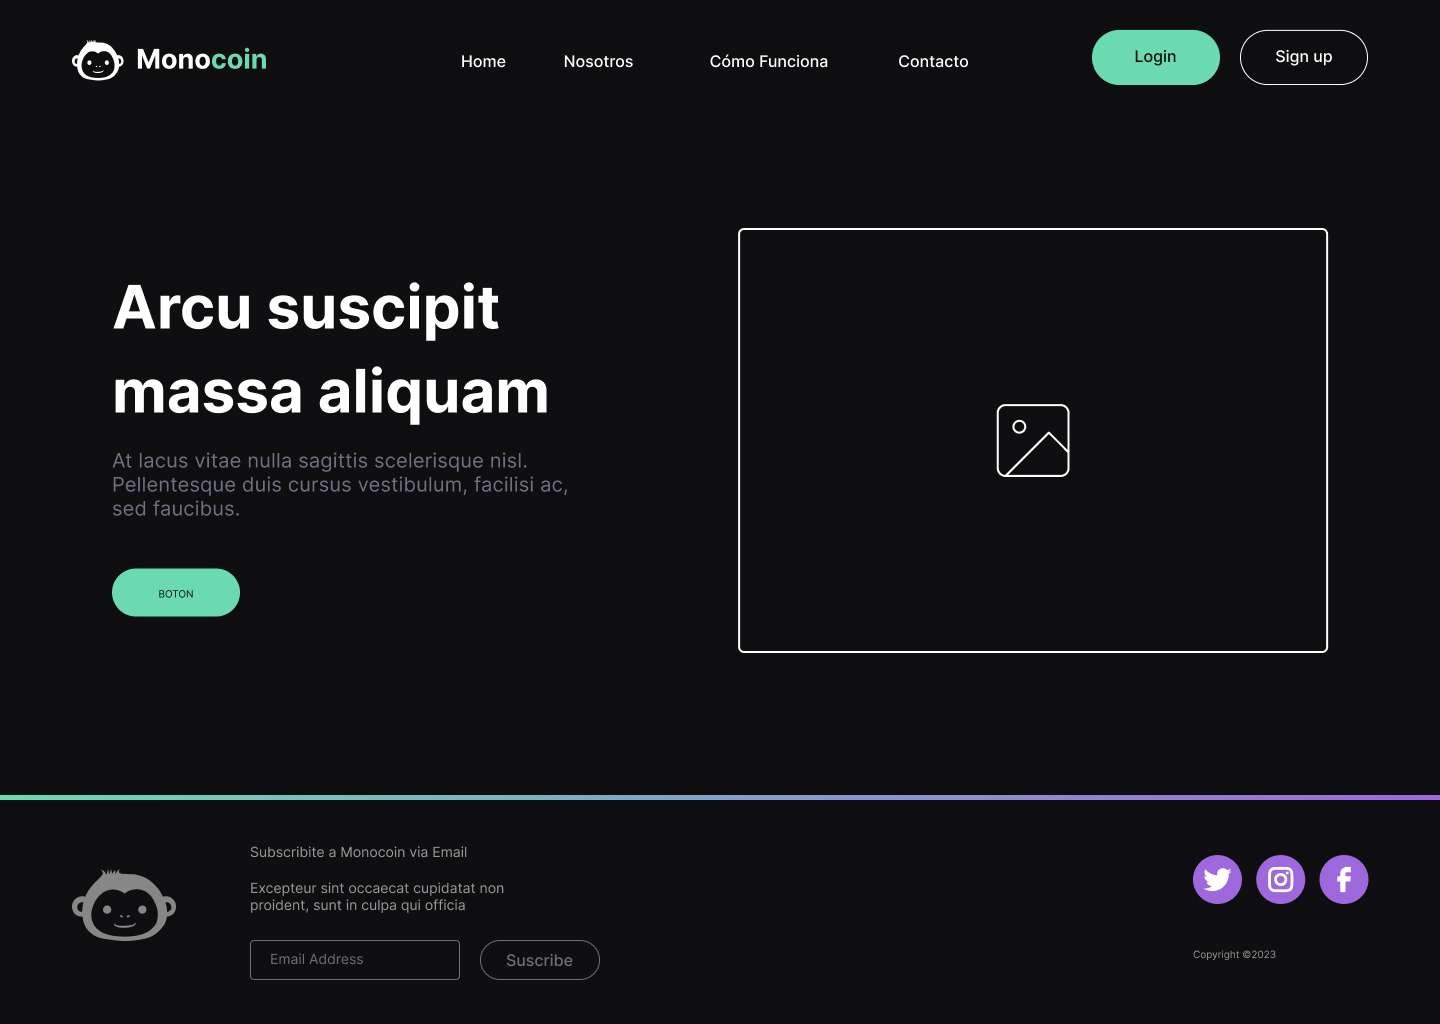 Monocoin
Home
Nosotros
Cómo Funciona
Contacto
Login
Sign up
Arcu suscipit
massa aliquam
At lacus vitae nulla sagittis scelerisque nisl.
Pellentesque duis cursus vestibulum, facilisi ac,
sed faucibus.
BOTON
Subscribite a Monocoin via Email
Excepteur sint occaecat cupidatat non
proident, sunt in culpa qui officia
Email Address
Suscribe
Copyright ©2023